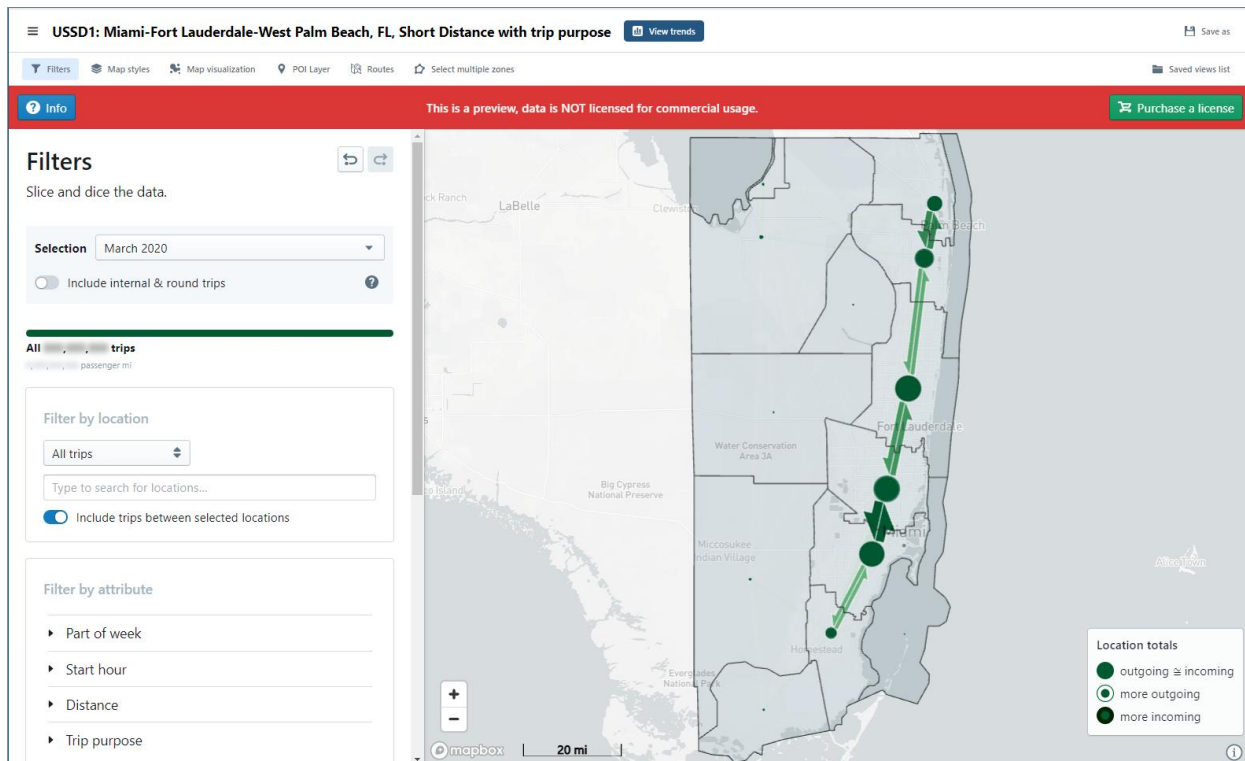 USSD1: Miami-Fort Lauderdale-West Palm Beach, FL, Short Distance with trip purpose
View trends
Save as
Filters
Map styles
Map visualization
POI Layer
Routes
Select multiple zones
Saved views list
Info
This is a preview, data is NOT licensed for commercial usage.
Purchase a license
Filters
Slice and dice the data.
Selection March 2020
Include internal & round trips
All trips
passenger mi
Filter by location
All trips
Type to search for locations...
Include trips between selected locations
Filter by attribute
Part of week
Start hour
Distance
Trip purpose
ck Ranch
LaBelle
Clewist
Palm Beach
Fort Lauderdale
Water Conservation
Area 3A
Big Cypress
National Preserve
Miccosukee
Indian Village
Miami
Alice Town
Homestead
Everglades
National Park
+
−
mapbox
20 mi
Location totals
outgoing ≅ incoming
more outgoing
more incoming